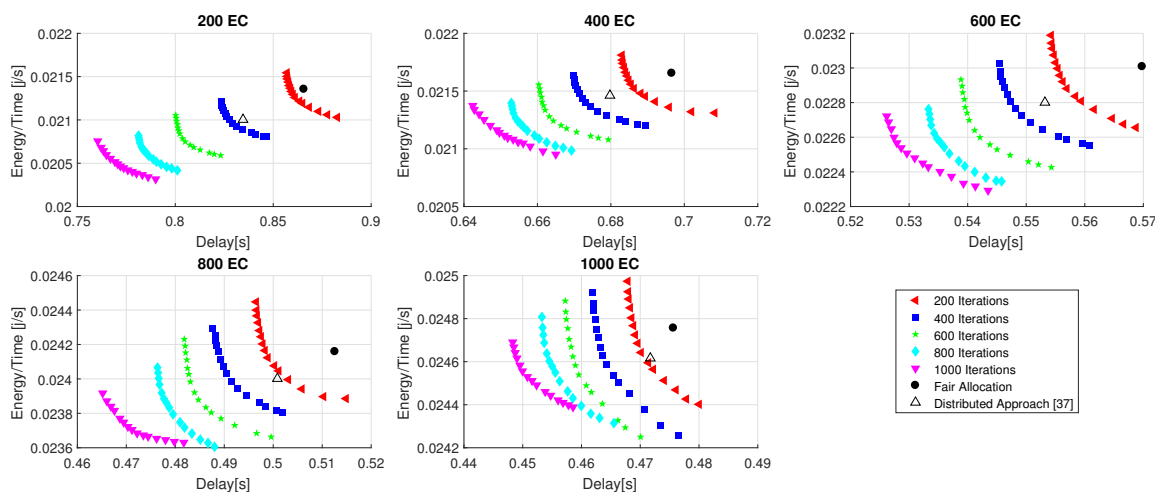 200 EC
Energy/Time [j/s]
0.022
0.0215
0.021
0.0205
0.02
0.76
0.8
0.9
Delay[s]
400 EC
Energy/Time [j/s]
0.022
0.0215
0.021
0.0205
0.64
0.66
0.68
0.7
0.72
Delay[s]
600 EC
Energy/Time [j/s]
0.0232
0.023
0.0228
0.0226
0.0224
0.0222
0.52
0.53
0.54
0.55
0.56
0.57
Delay[s]
800 EC
Energy/Time [j/s]
0.0246
0.0244
0.0242
0.024
0.0238
0.0236
0.46
0.47
0.48
0.49
0.5
0.51
0.52
Delay[s]
1000 EC
Energy/Time [j/s]
0.025
0.0248
0.0246
0.0244
0.0242
0.44
0.45
0.46
0.47
0.48
0.49
Delay[s]
200 Iterations
400 Iterations
600 Iterations
800 Iterations
1000 Iterations
Fair Allocation
Distributed Approach [37]